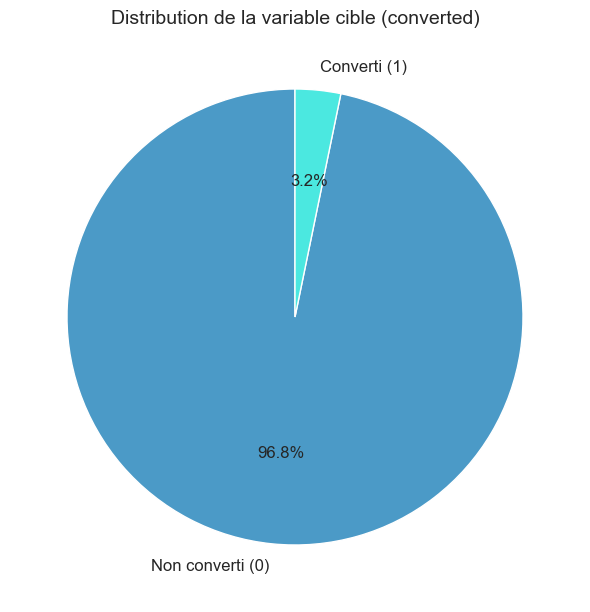 Distribution de la variable cible (converted)
Converti (1)
3.2%
96.8%
Non converti (0)